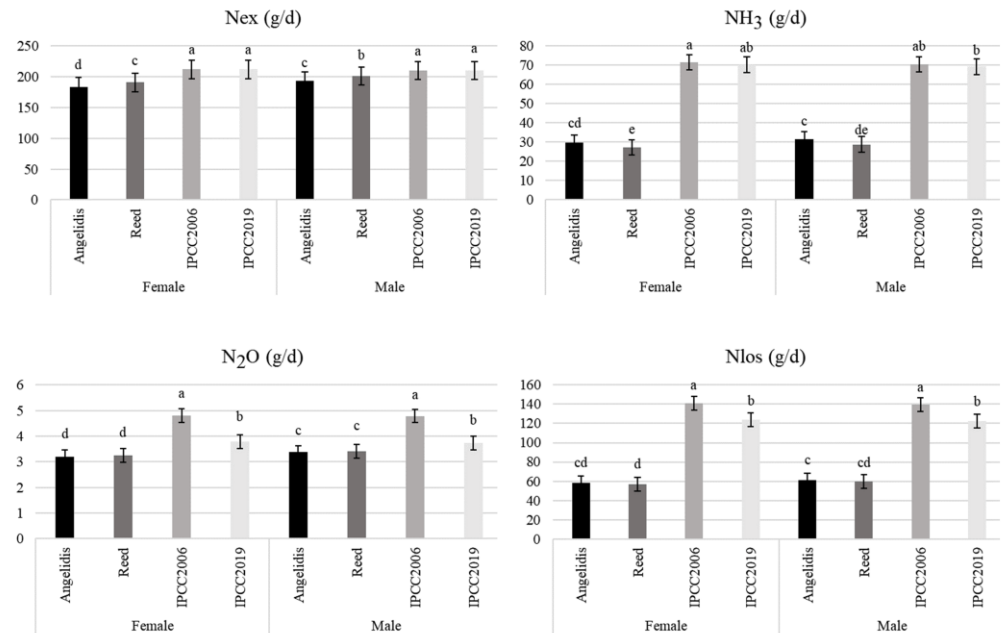 Nex (g/d)
250
200
150
100
50
0
d
c
a
a
c
b
a
a
Angelidis
Reed
IPCC2006
IPCC2019
Angelidis
Reed
IPCC2006
IPCC2019
Female
Male
NH3 (g/d)
80
70
60
50
40
30
20
10
0
cd
e
a
ab
c
de
ab
b
Angelidis
Reed
IPCC2006
IPCC2019
Angelidis
Reed
IPCC2006
IPCC2019
Female
Male
N2O (g/d)
6
5
4
3
2
1
0
d
d
a
b
c
c
a
b
Angelidis
Reed
IPCC2006
IPCC2019
Angelidis
Reed
IPCC2006
IPCC2019
Female
Male
Nlos (g/d)
160
140
120
100
80
60
40
20
0
cd
d
a
b
c
cd
a
b
Angelidis
Reed
IPCC2006
IPCC2019
Angelidis
Reed
IPCC2006
IPCC2019
Female
Male